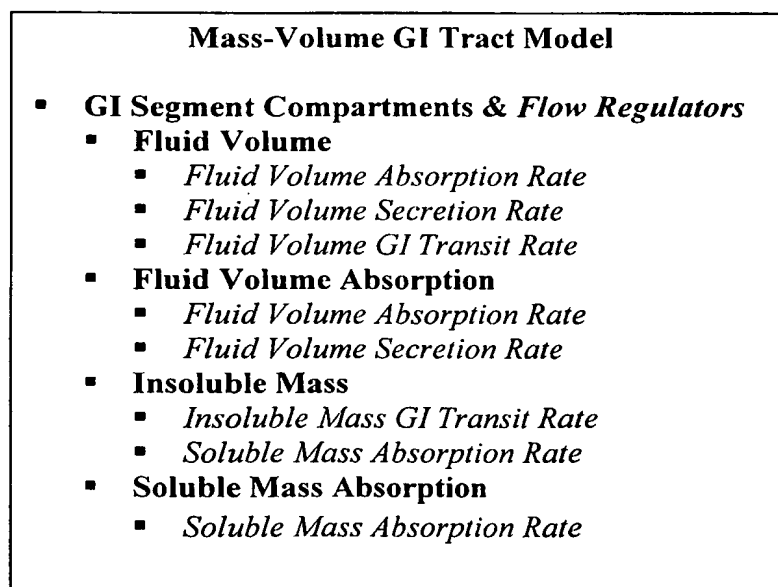 Mass-Volume GI Tract Model
▪ GI Segment Compartments & Flow Regulators
▪ Fluid Volume
▪ Fluid Volume Absorption Rate
▪ Fluid Volume Secretion Rate
▪ Fluid Volume GI Transit Rate
▪ Fluid Volume Absorption
▪ Fluid Volume Absorption Rate
▪ Fluid Volume Secretion Rate
▪ Insoluble Mass
▪ Insoluble Mass GI Transit Rate
▪ Soluble Mass Absorption Rate
▪ Soluble Mass Absorption
▪ Soluble Mass Absorption Rate